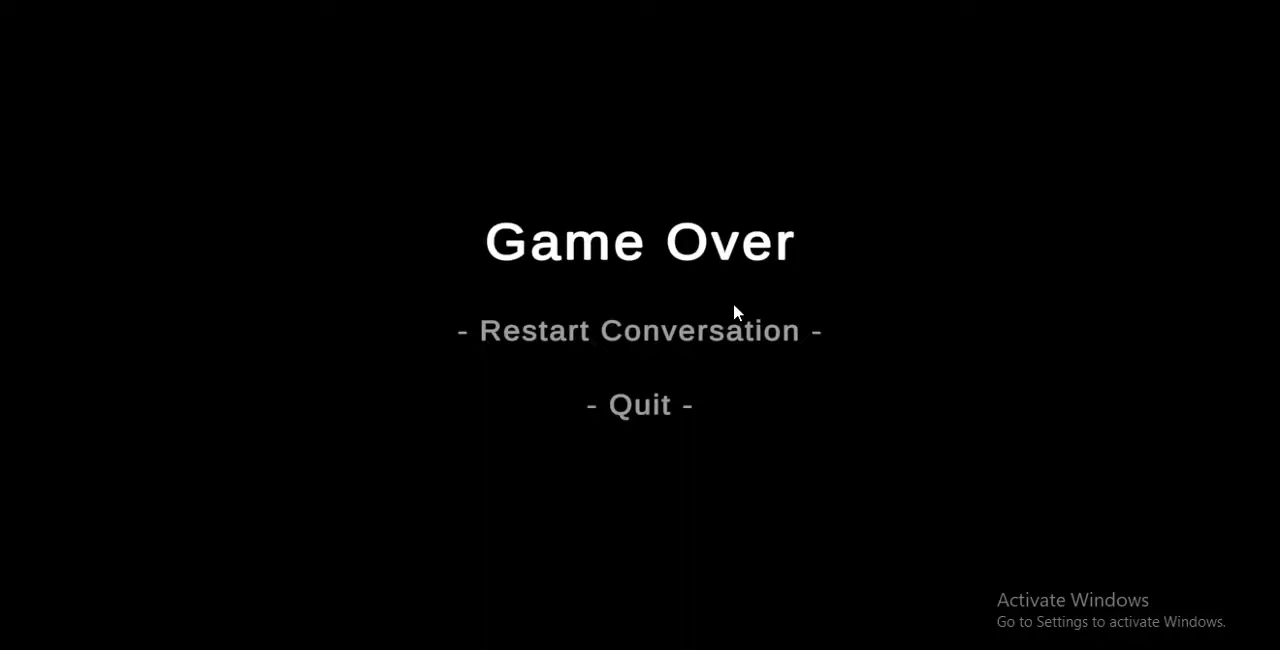 Game Over
- Restart Conversation -
- Quit -
Activate Windows
Go to Settings to activate Windows.